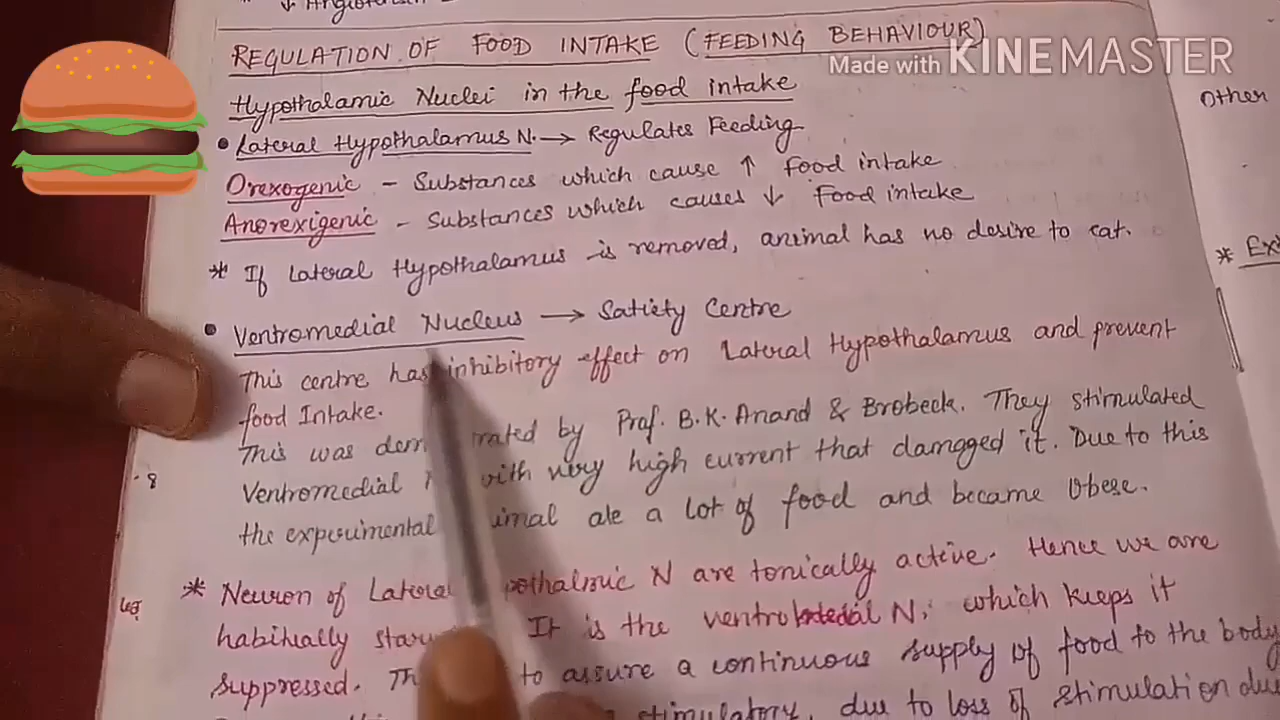 ↓ Angiotensin
REGULATION OF FOOD INTAKE (FEEDING BEHAVIOUR)
Made with KINEMASTER
Hypothalamic Nuclei in the food intake
Other
• Lateral Hypothalamus N. → Regulates Feeding
Orexogenic - Substances which cause ↑ Food intake
Anorexigenic - Substances which causes ↓ Food intake
* If Lateral Hypothalamus is removed, animal has no desire to eat.
* Ex
• Ventromedial Nucleus → Satiety Centre
This centre has inhibitory effect on Lateral Hypothalamus and prevent
food Intake.
This was by Prof. B.K. Anand & Brobeck. They stimulated
Ventromedial with very high current that damaged it. Due to this
the experimental ate a lot of food and became Obese.
* Neuron of Lateral N are tonically active. Hence we are
habitually It is the N, which keeps it
suppressed. to assure a continuous supply of food to the body
stimulatory, due to loss of stimulation due